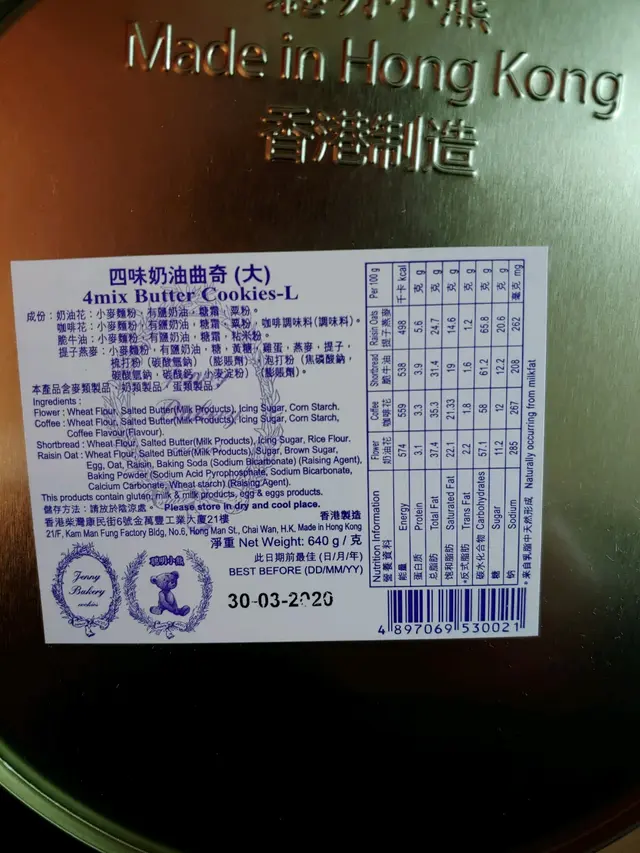 聰明小熊
Made in Hong Kong
香港制造
四味奶油曲奇 (大)
4mix Butter Cookies-L
成份：奶油花：小麥麵粉，有鹽奶油，糖霜，粟粉。
咖啡花：小麥麵粉，有鹽奶油，糖霜，粟粉，咖啡調味料(調味料)。
脆牛油：小麥麵粉，有鹽奶油，糖霜，粘米粉。
提子燕麥：小麥麵粉，有鹽奶油，糖，黃糖，雞蛋，燕麥，提子，
梳打粉 (碳酸氫鈉) (膨脹劑)，泡打粉 (焦磷酸鈉，
碳酸氫鈉，碳酸鈣，小麥淀粉) (膨脹劑)。
本產品含麥類製品，奶類製品，蛋類製品。
Ingredients :
Flower : Wheat Flour, Salted Butter(Milk Products), Icing Sugar, Corn Starch.
Coffee : Wheat Flour, Salted Butter(Milk Products), Icing Sugar, Corn Starch,
Coffee Flavour(Flavour).
Shortbread : Wheat Flour, Salted Butter(Milk Products), Icing Sugar, Rice Flour.
Raisin Oat : Wheat Flour, Salted Butter(Milk Products), Sugar, Brown Sugar,
Egg, Oat, Raisin, Baking Soda (Sodium Bicarbonate) (Raising Agent),
Baking Powder (Sodium Acid Pyrophosphate, Sodium Bicarbonate,
Calcium Carbonate, Wheat starch) (Raising Agent).
This products contain gluten, milk & milk products, egg & eggs products.
儲存方法：請放於陰涼處。 Please store in dry and cool place.
香港柴灣康民街6號金萬豐工業大廈21樓 香港製造
21/F, Kam Man Fung Factory Bldg, No.6, Hong Man St., Chai Wan, H.K. Made in Hong Kong
淨重 Net Weight: 640 g / 克
此日期前最佳 (日/月/年)
BEST BEFORE (DD/MM/YY)
30-03-2020
Jenny
Bakery
cookies
聰明小熊
Nutrition Information Flower Coffee Shortbread Raisin Oats Per 100 g
營養資料 奶油花 咖啡花 脆牛油 提子燕麥
能量 Energy 574 559 538 498 千卡 kcal
蛋白质 Protein 3.1 3.3 3.9 5.6 克 g
总脂肪 Total Fat 37.4 35.3 31.4 24.7 克 g
饱和脂肪 Saturated Fat 22.1 21.33 19 14.6 克 g
*反式脂肪 Trans Fat 2.2 1.8 1.6 1.2 克 g
碳水化合物 Carbohydrates 57.1 58 61.2 65.8 克 g
糖 Sugar 11.2 12 12.2 20.6 克 g
钠 Sodium 285 267 208 262 毫克 mg
*来自乳脂中天然形成 Naturally occurring from milkfat
4 897069 530021